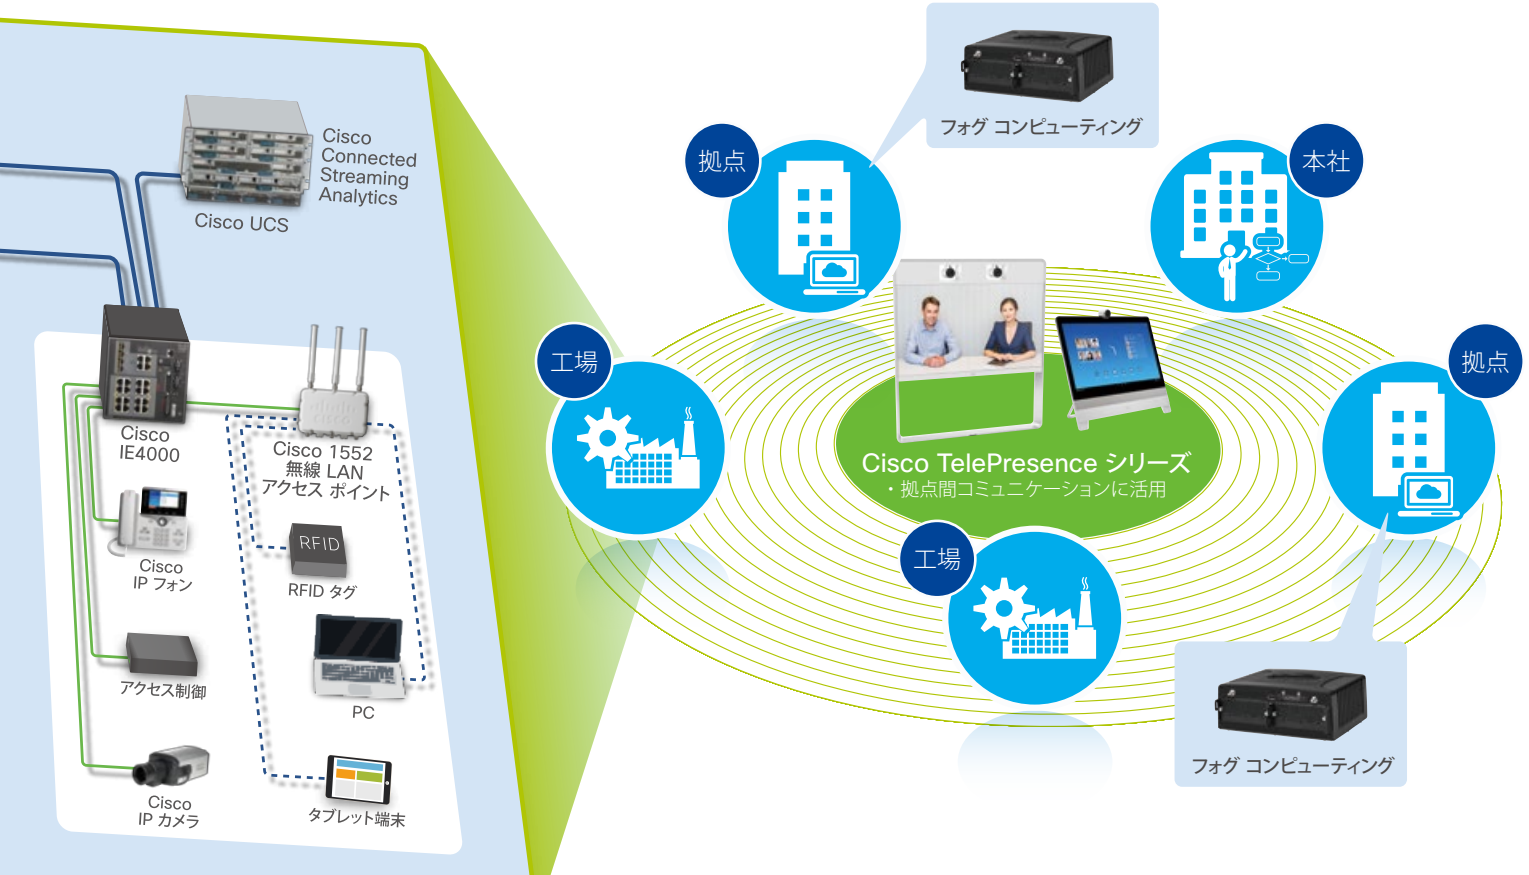 Cisco
Connected
Streaming
Analytics
Cisco UCS
Cisco
IE4000
Cisco 1552
無線 LAN
アクセス ポイント
RFID
RFID タグ
Cisco
IP フォン
アクセス制御
PC
Cisco
IP カメラ
タブレット端末
フォグ コンピューティング
拠点
本社
工場
拠点
Cisco TelePresence シリーズ
・拠点間コミュニケーションに活用
工場
フォグ コンピューティング